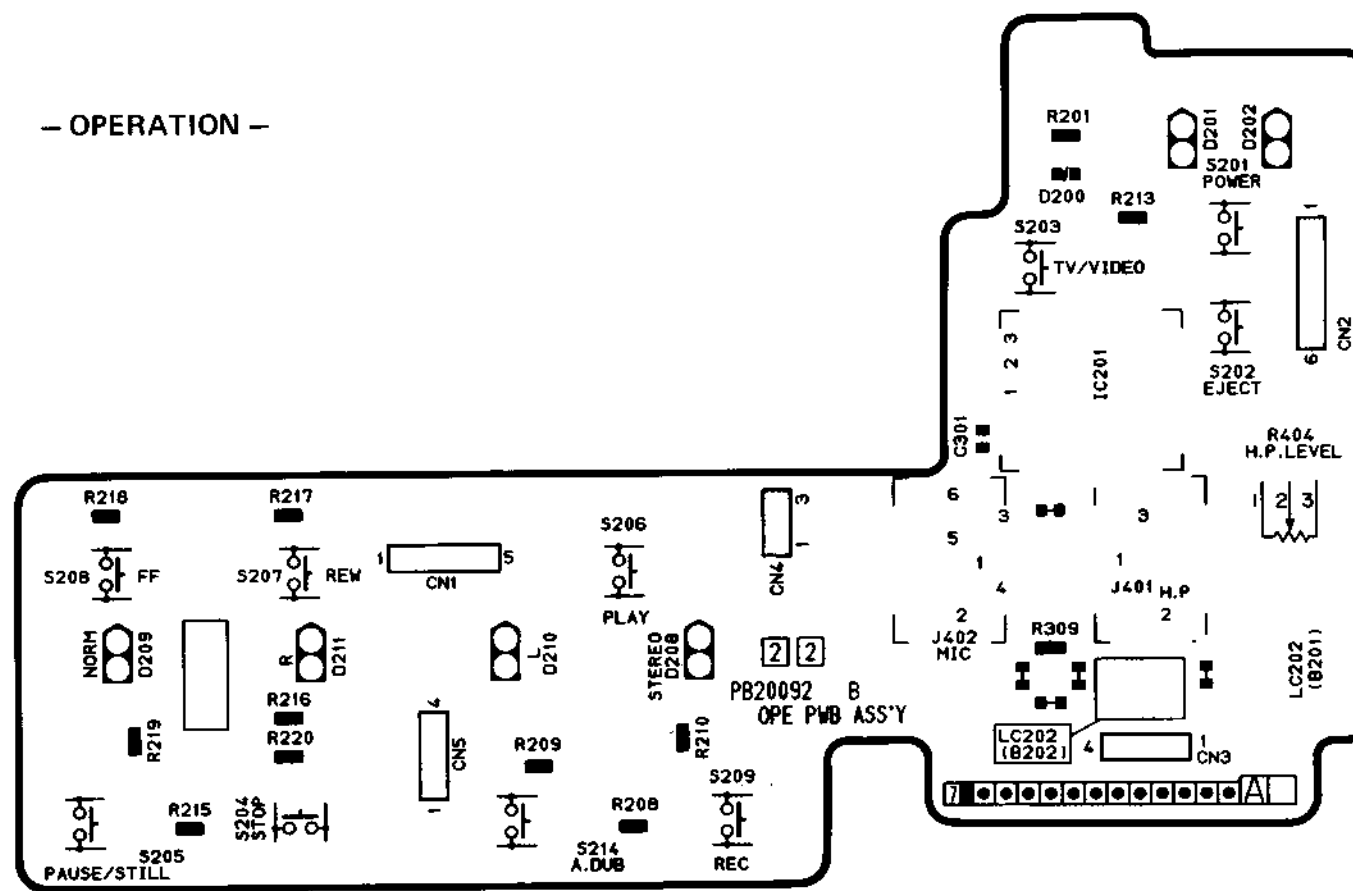 – OPERATION –
R201
D201
D202
S201
POWER
D200
R213
S203
TV/VIDEO
1
6
CN2
3
2
1
IC201
S202
EJECT
C301
R404
H.P.LEVEL
1 2 3
R218
R217
S206
3
1
CN4
6
3
5
1
4
2
3
1
2
S208
FF
S207
REW
1
5
CN1
PLAY
J401 H.P
J402
MIC
R309
NORM
D209
R
D211
L
D210
STEREO
D208
2 2
PB20092 B
OPE PWB ASS'Y
LC202
(B201)
LC202
(B202)
4
1
CN3
R216
R219
R220
4
1
CN5
R209
R210
S209
7
A
R215
S204
STOP
R208
S205
PAUSE/STILL
S214
A.DUB
REC